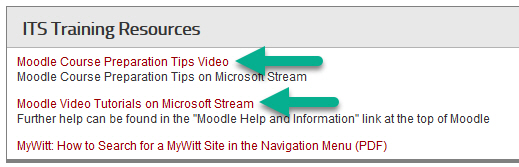 ITS Training Resources
Moodle Course Preparation Tips Video
Moodle Course Preparation Tips on Microsoft Stream
Moodle Video Tutorials on Microsoft Stream
Further help can be found in the "Moodle Help and Information" link at the top of Moodle
MyWitt: How to Search for a MyWitt Site in the Navigation Menu (PDF)